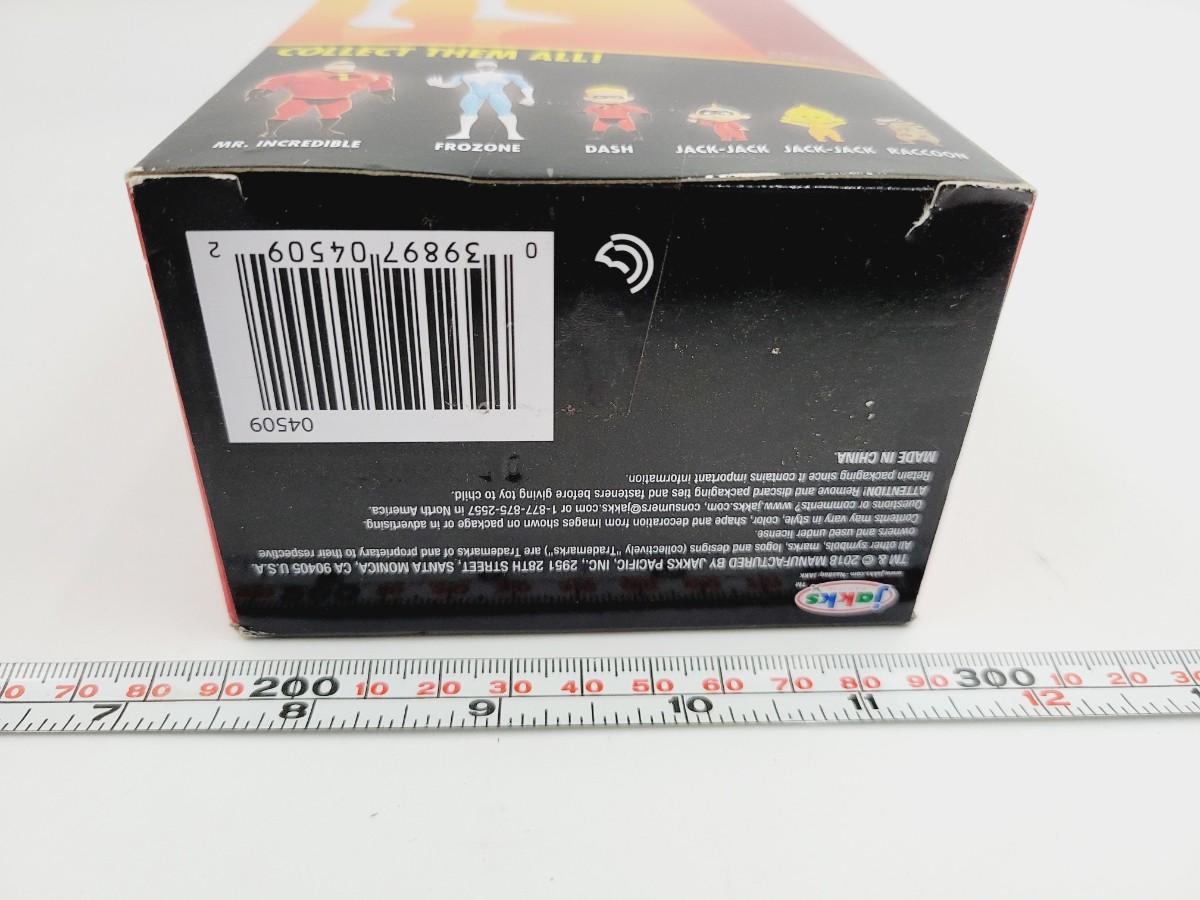 COLLECT THEM ALL!
MR. INCREDIBLE
FROZONE
DASH
JACK-JACK
JACK-JACK
RACCOON
0 39897 04509 2
04509
MADE IN CHINA.
Retain packaging since it contains important information.
ATTENTION! Remove and discard packaging ties and fasteners before giving toy to child.
Questions or comments? www.jakks.com, consumers@jakks.com or 1-877-875-2557 in North America.
Contents may vary in style, color, shape and decoration from images shown on package or in advertising.
owners and used under license.
All other symbols, marks, logos and designs (collectively "Trademarks") are Trademarks of and proprietary to their respective
TM & © 2018 MANUFACTURED BY JAKKS PACIFIC, INC., 2951 28TH STREET, SANTA MONICA, CA 90405 U.S.A.
jakks
TM
0 70 80 90 200 10 20 30 40 50 60 70 80 90 300 10 20
7 8 9 10 11 12